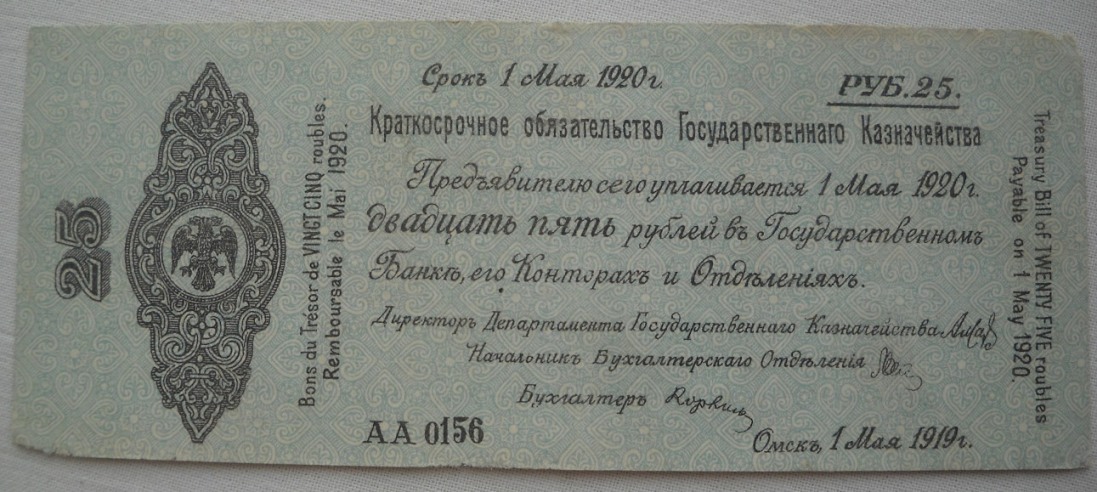 25
Bons du Trésor de VINGT CINQ roubles.
Remboursable le Mai 1920.
Срокъ 1 Мая 1920 г.
РУБ. 25.
Краткосрочное обязательство Государственнаго Казначейства
Предъявителю сего уплачивается 1 Мая 1920 г.
двадцать пять рублей въ Государственномъ
Банкѣ, его Конторахъ и Отдѣленіяхъ.
Директоръ Департамента Государственнаго Казначейства
Начальникъ Бухгалтерскаго Отдѣленія
Бухгалтеръ
АА 0156
Омскъ, 1 Мая 1919 г.
Treasury Bill of TWENTY FIVE roubles
Payable on 1 May 1920.